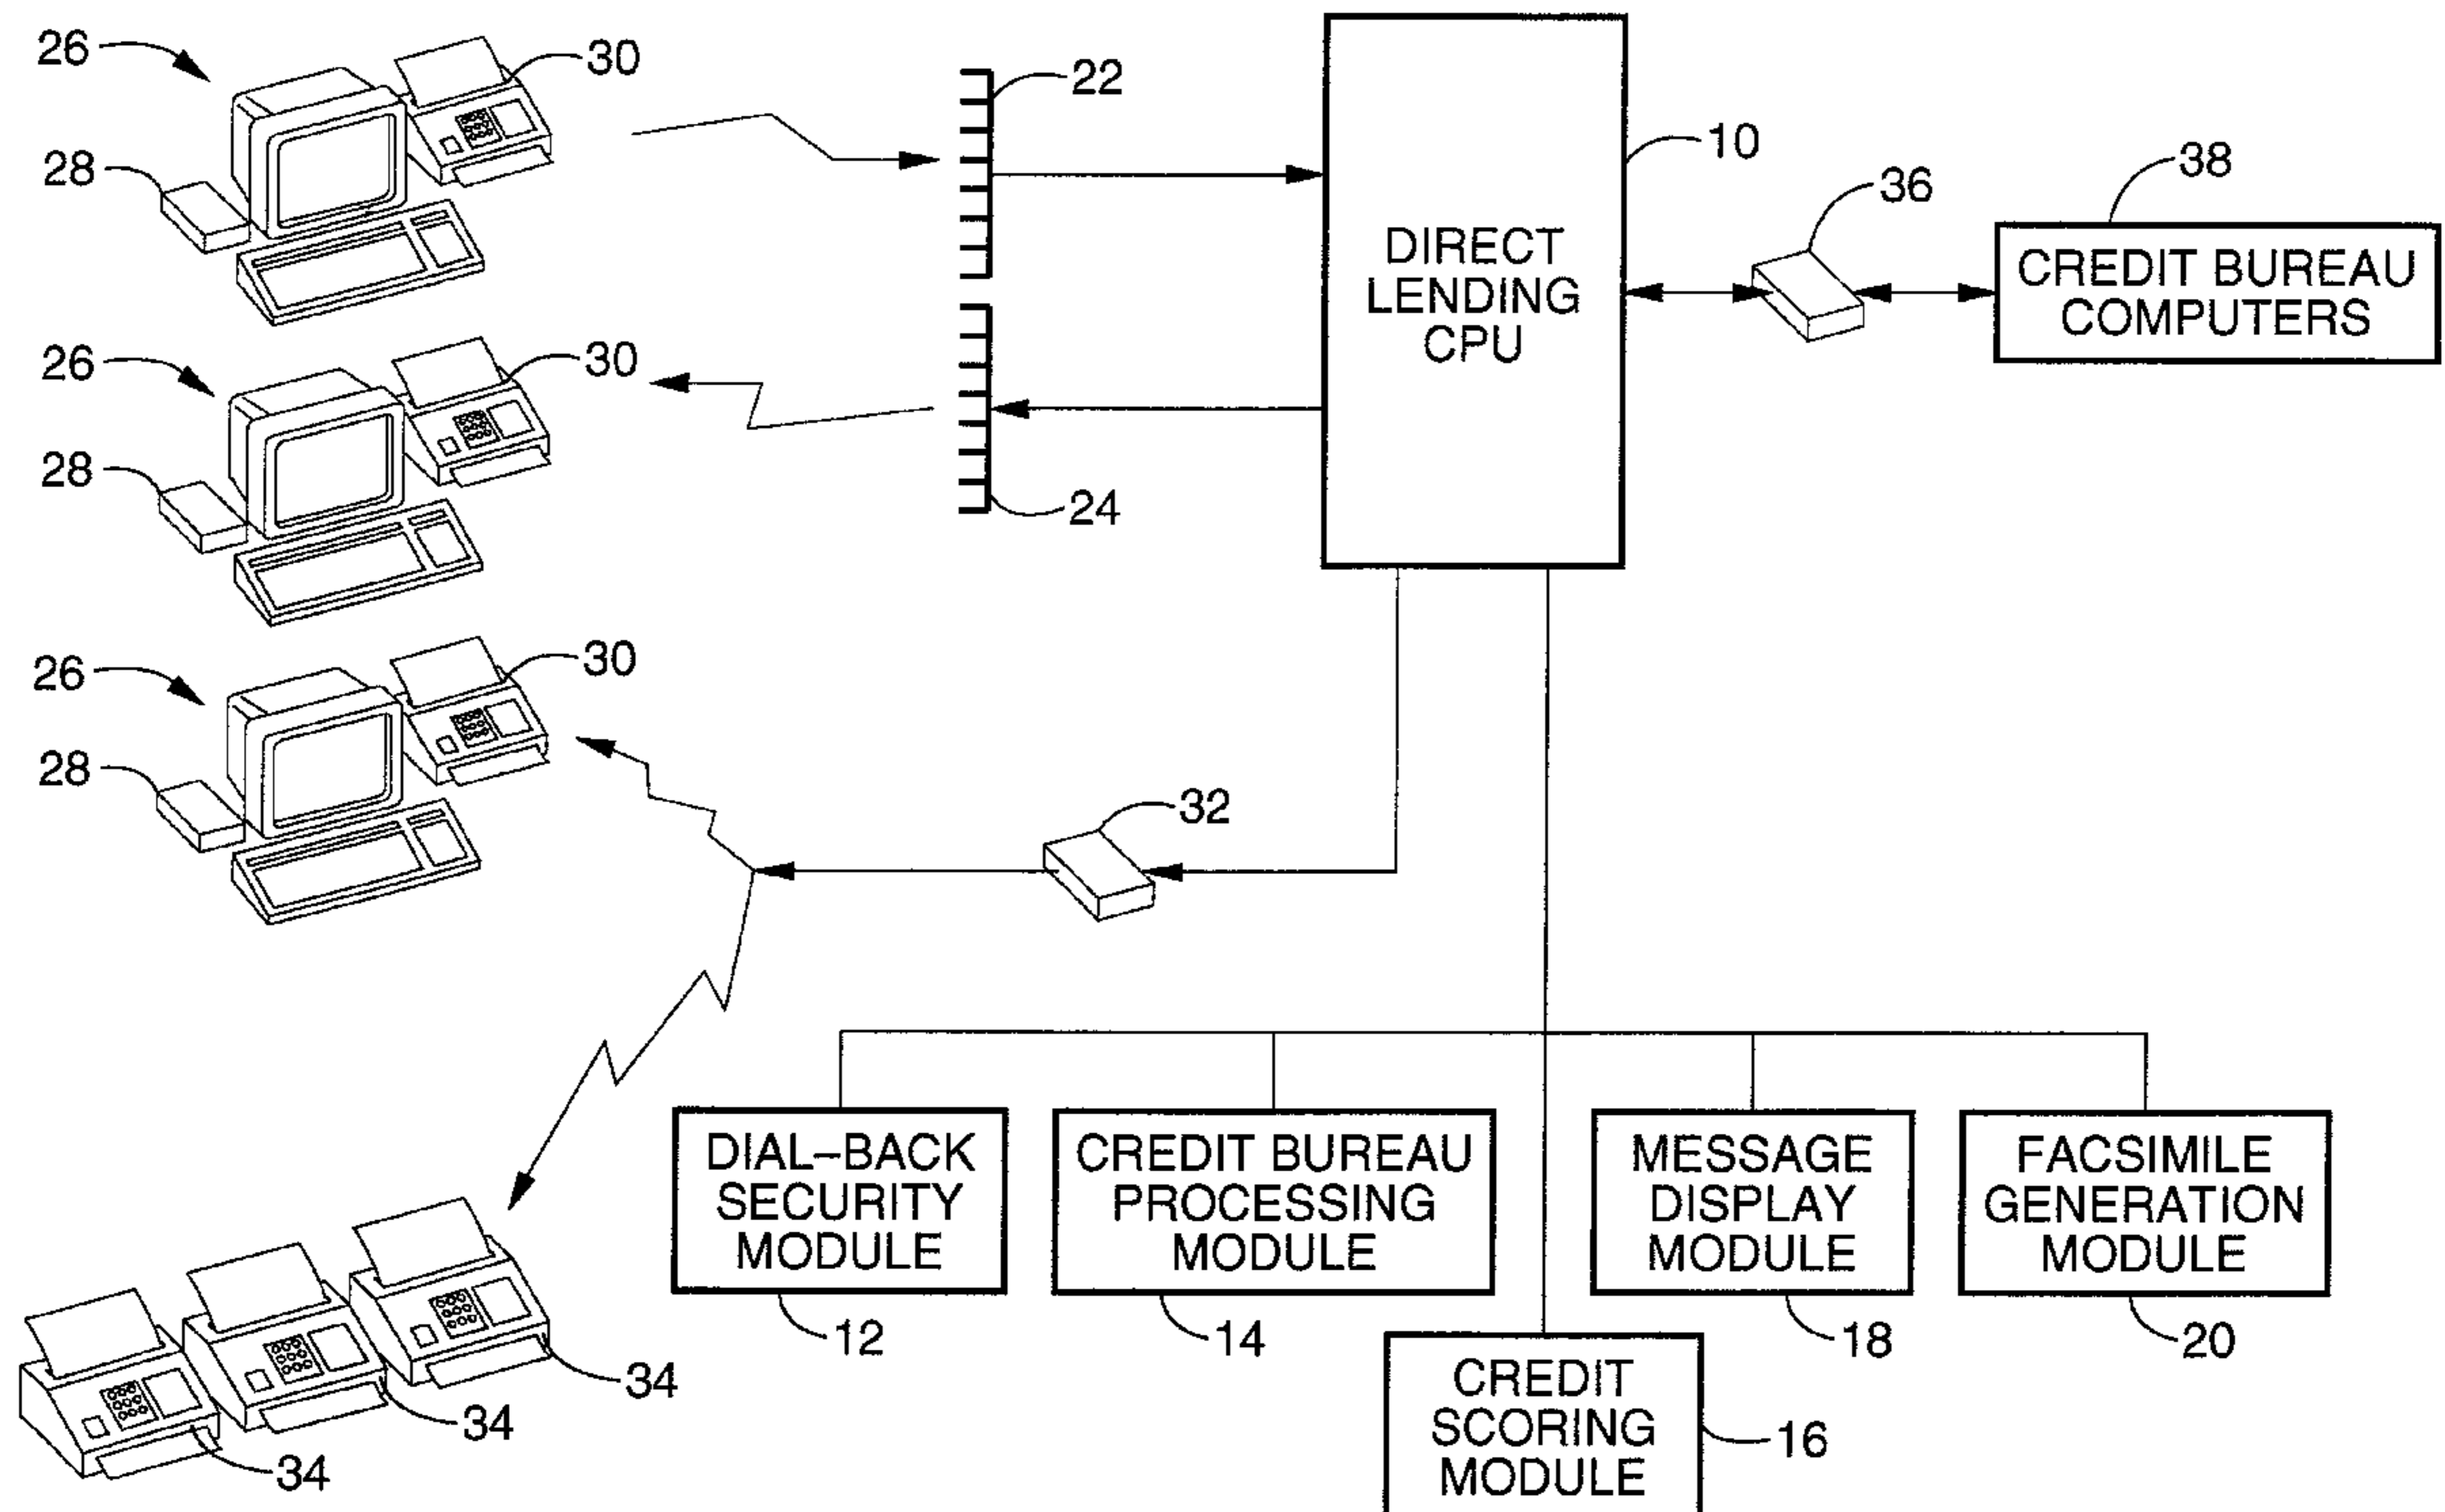 26
30
22
28
10
36
38
DIRECT
LENDING
CPU
CREDIT BUREAU
COMPUTERS
26
30
28
24
26
30
28
32
DIAL–BACK
SECURITY
MODULE
CREDIT BUREAU
PROCESSING
MODULE
MESSAGE
DISPLAY
MODULE
FACSIMILE
GENERATION
MODULE
12
14
18
20
34
34
34
CREDIT
SCORING
MODULE
16